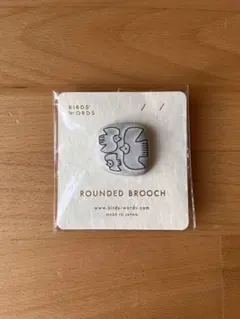 BIRDS'
WORDS
ROUNDED BROOCH
www.birds-words.com
MADE IN JAPAN